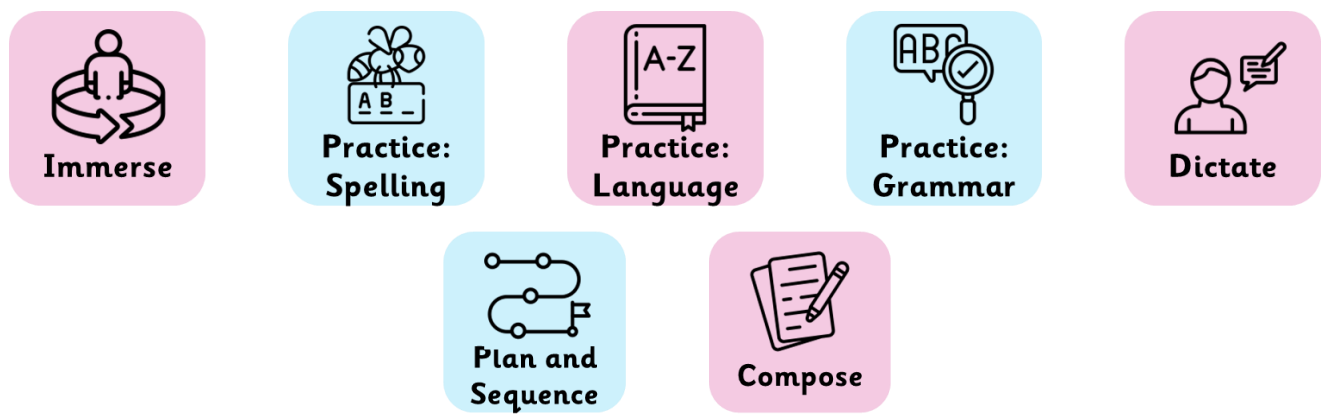 Immerse
A B
Practice:
Spelling
A-Z
Practice:
Language
ABC
Practice:
Grammar
Dictate
Plan and
Sequence
Compose